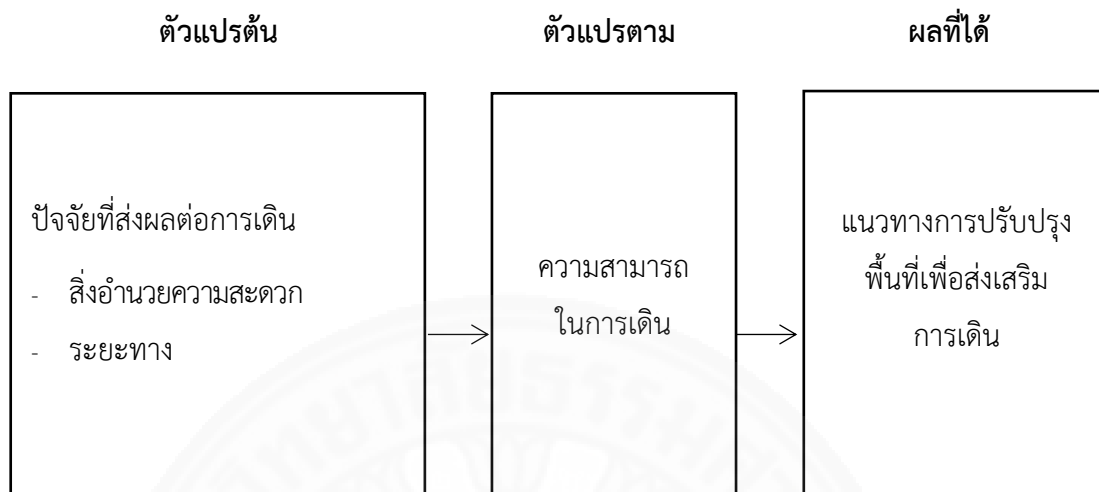 ตัวแปรต้น
ตัวแปรตาม
ผลที่ได้
ปัจจัยที่ส่งผลต่อการเดิน
- สิ่งอำนวยความสะดวก
- ระยะทาง
ความสามารถ
ในการเดิน
แนวทางการปรับปรุง
พื้นที่เพื่อส่งเสริม
การเดิน